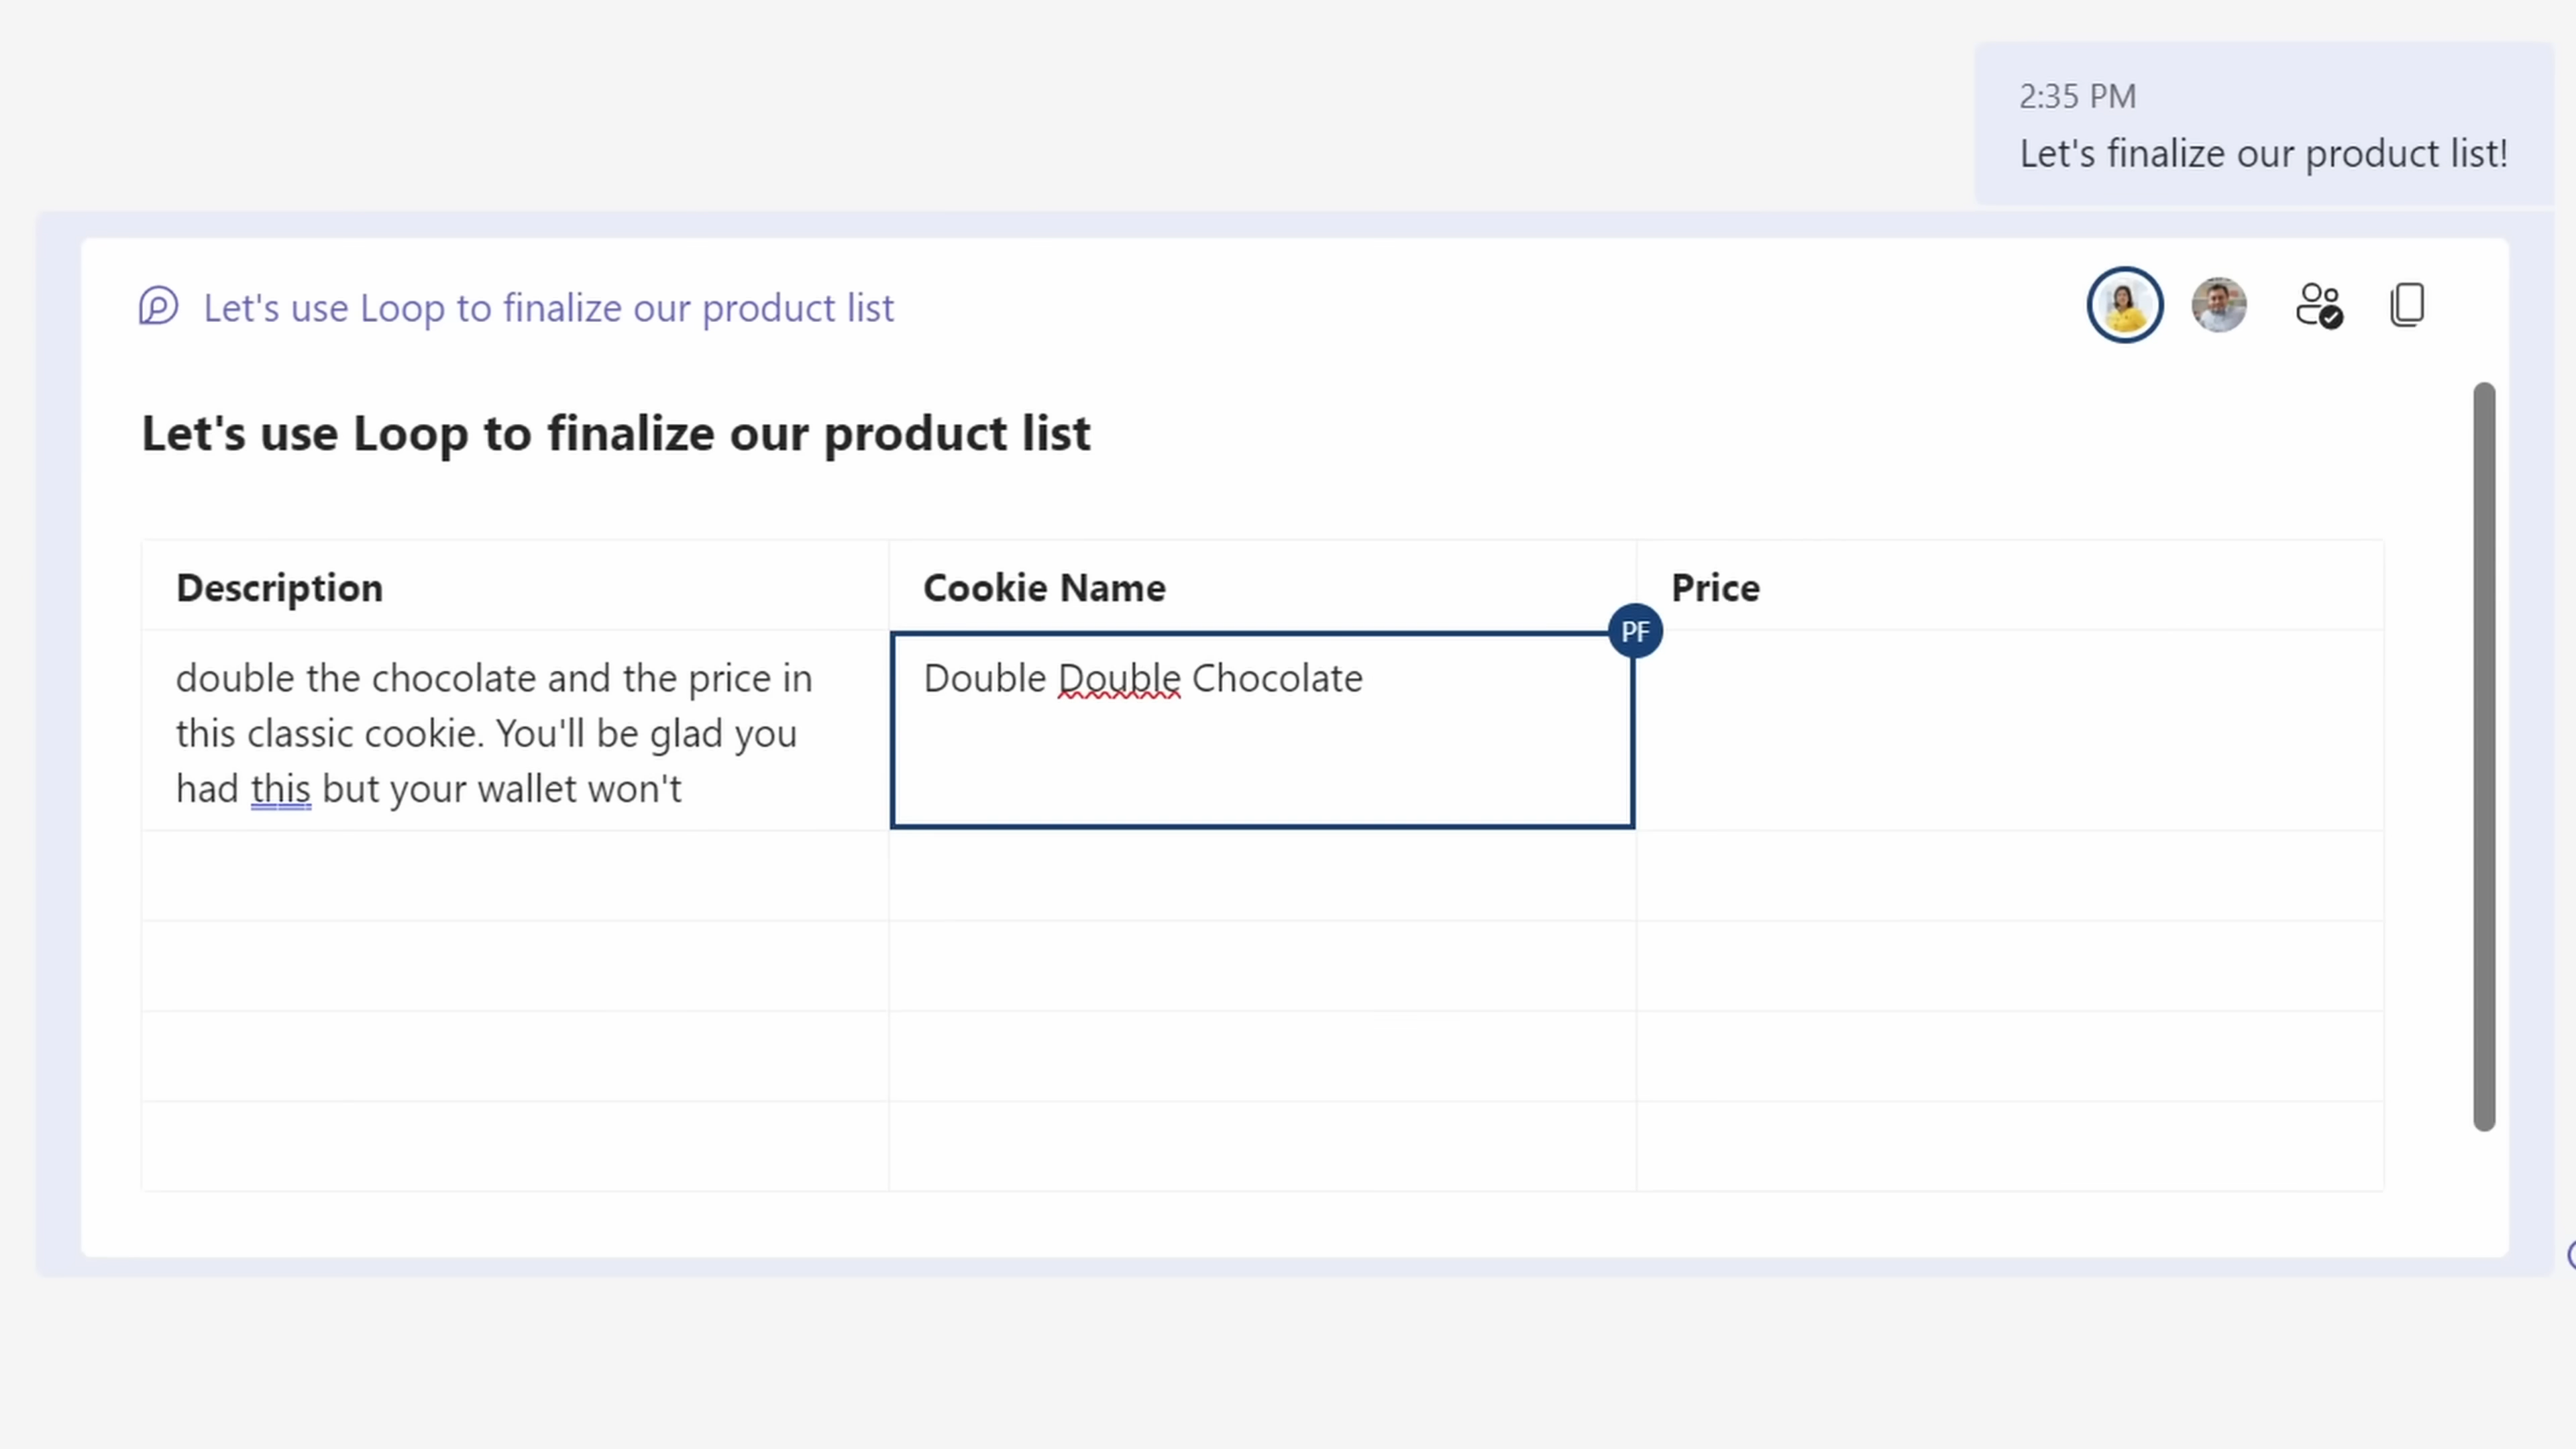 2:35 PM
Let's finalize our product list!
Let's use Loop to finalize our product list
Let's use Loop to finalize our product list
Description
Cookie Name
Price
PF
double the chocolate and the price in
this classic cookie. You'll be glad you
had this but your wallet won't
Double Double Chocolate